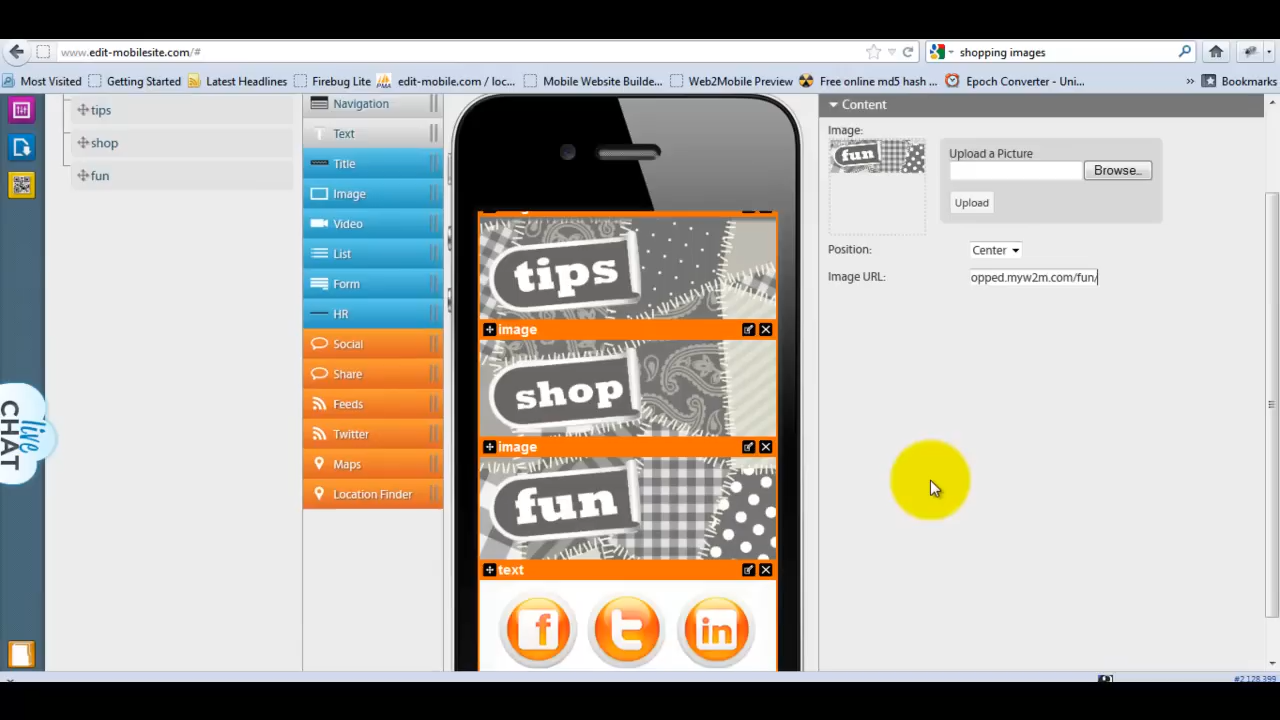 www.edit-mobilesite.com/#
shopping images
Most Visited
Getting Started
Latest Headlines
Firebug Lite
edit-mobile.com / loc...
Mobile Website Builde...
Web2Mobile Preview
Free online md5 hash ...
Epoch Converter - Uni...
»
Bookmarks
tips
shop
fun
Navigation
Text
Title
Image
Video
List
Form
HR
Social
Share
Feeds
Twitter
Maps
Location Finder
tips
image
shop
image
fun
text
f
t
in
Content
Image:
fun
Upload a Picture
Browse...
Upload
Position:
Center
Image URL:
opped.myw2m.com/fun/
live
CHAT
#2,128,399